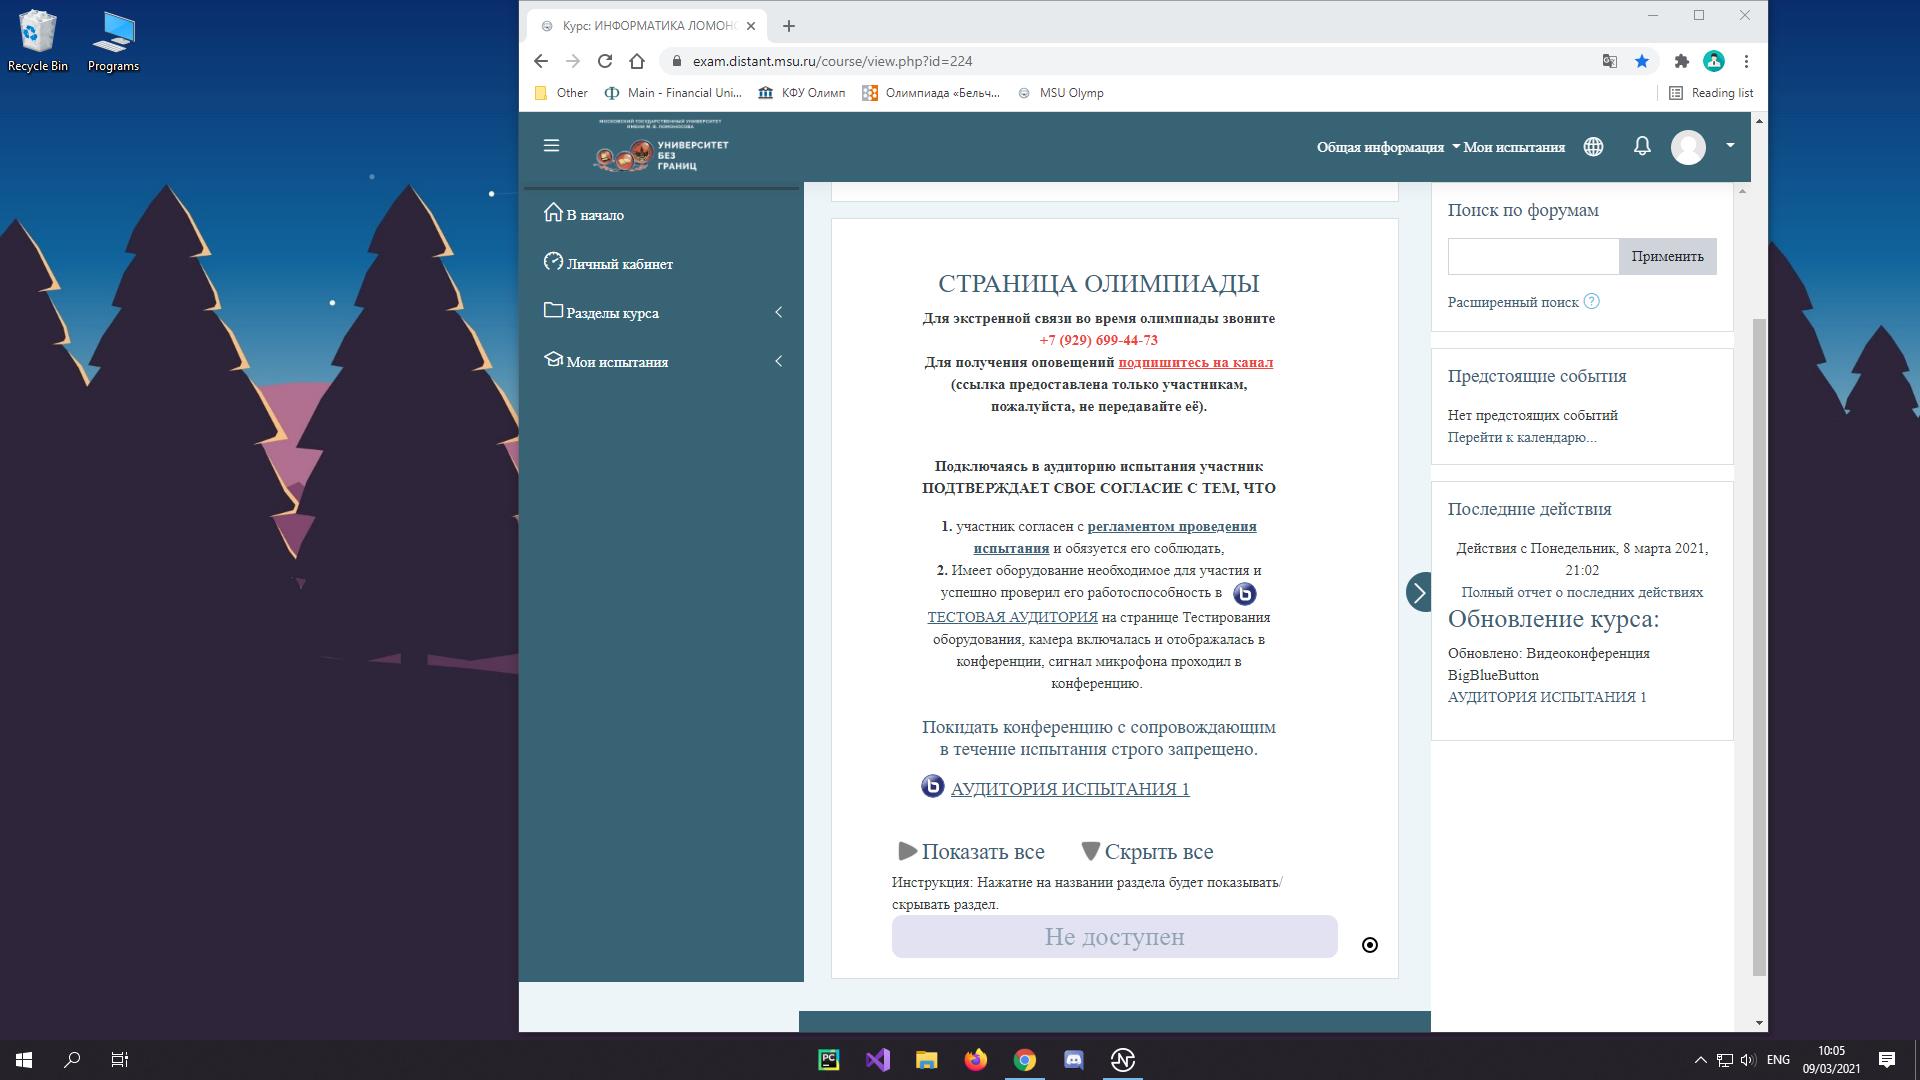 Recycle Bin
Programs
Курс: ИНФОРМАТИКА ЛОМОНО
exam.distant.msu.ru/course/view.php?id=224
Other
Main - Financial Uni...
КФУ Олимп
Олимпиада «Бельч...
MSU Olymp
Reading list
МОСКОВСКИЙ ГОСУДАРСТВЕННЫЙ УНИВЕРСИТЕТ
ИМЕНИ М. В. ЛОМОНОСОВА
УНИВЕРСИТЕТ
БЕЗ
ГРАНИЦ
Общая информация
Мои испытания
В начало
Личный кабинет
Разделы курса
Мои испытания
СТРАНИЦА ОЛИМПИАДЫ
Для экстренной связи во время олимпиады звоните
+7 (929) 699-44-73
Для получения оповещений подпишитесь на канал
(ссылка предоставлена только участникам,
пожалуйста, не передавайте её).
Подключаясь в аудиторию испытания участник
ПОДТВЕРЖДАЕТ СВОЕ СОГЛАСИЕ С ТЕМ, ЧТО
1. участник согласен с регламентом проведения
испытания и обязуется его соблюдать,
2. Имеет оборудование необходимое для участия и
успешно проверил его работоспособность в
ТЕСТОВАЯ АУДИТОРИЯ на странице Тестирования
оборудования, камера включалась и отображалась в
конференции, сигнал микрофона проходил в
конференцию.
Покидать конференцию с сопровождающим
в течение испытания строго запрещено.
АУДИТОРИЯ ИСПЫТАНИЯ 1
Показать все
Скрыть все
Инструкция: Нажатие на названии раздела будет показывать/
скрывать раздел.
Не доступен
Поиск по форумам
Применить
Расширенный поиск
Предстоящие события
Нет предстоящих событий
Перейти к календарю...
Последние действия
Действия с Понедельник, 8 марта 2021,
21:02
Полный отчет о последних действиях
Обновление курса:
Обновлено: Видеоконференция
BigBlueButton
АУДИТОРИЯ ИСПЫТАНИЯ 1
PC
ENG
10:05
09/03/2021